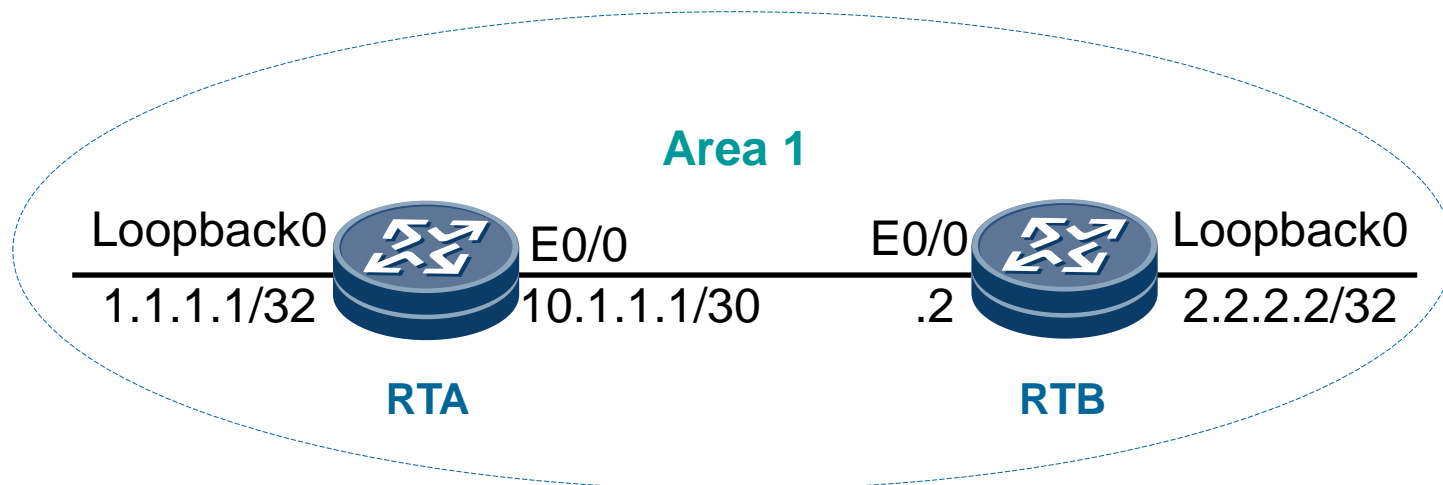 Area 1
Loopback0
E0/0
E0/0
Loopback0
1.1.1.1/32
10.1.1.1/30
.2
2.2.2.2/32
RTA
RTB